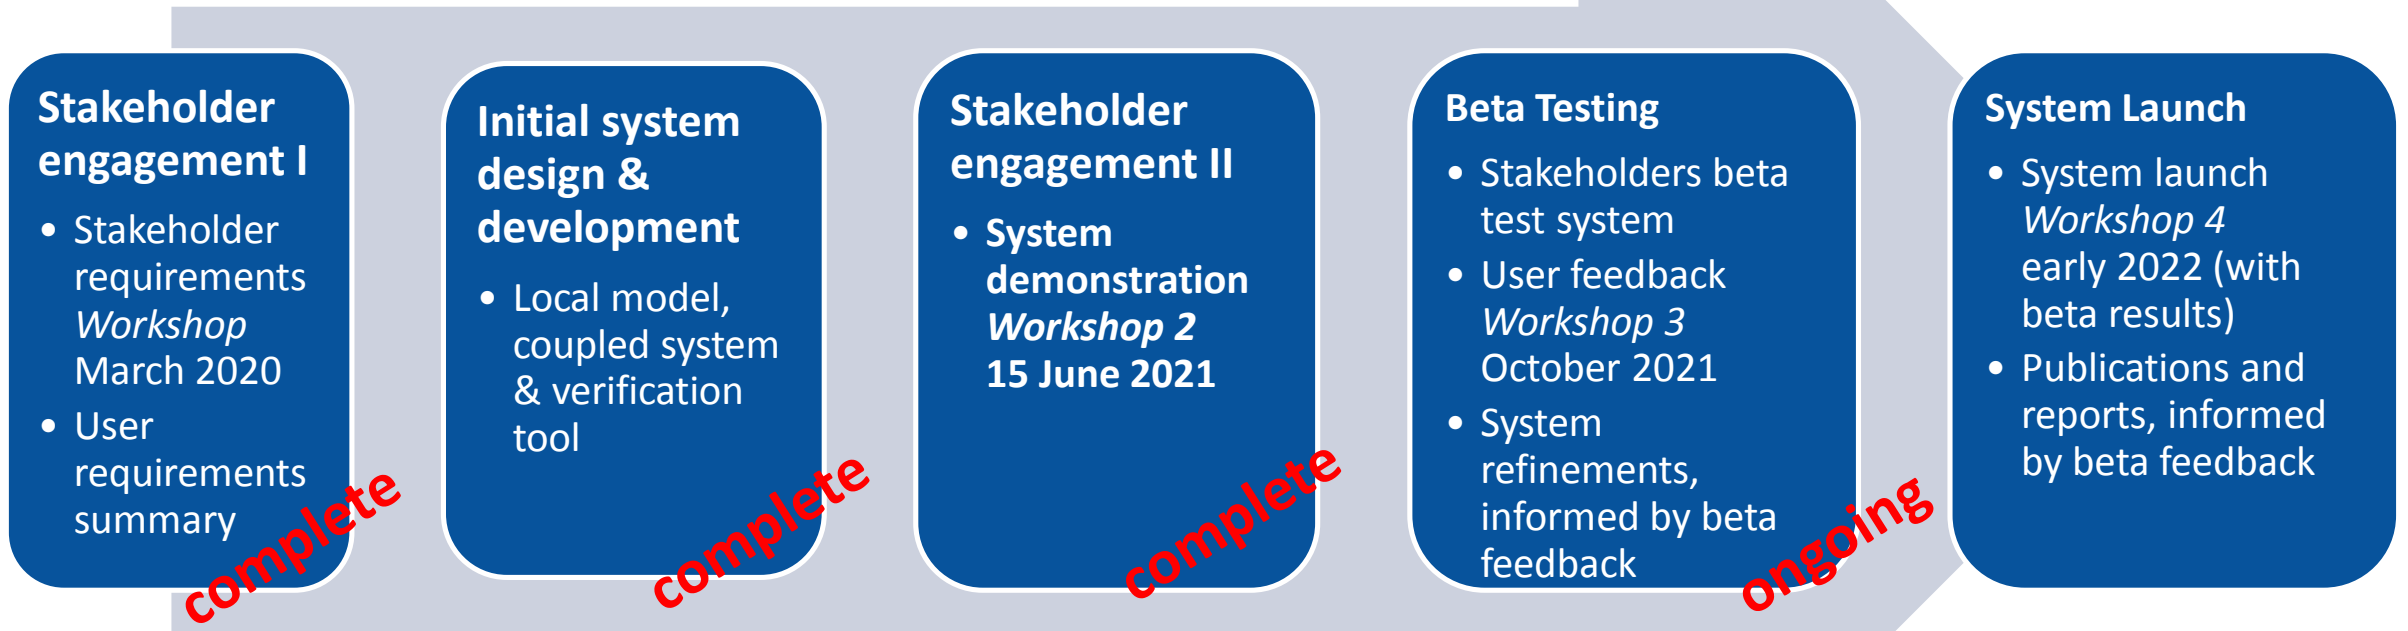 Stakeholder
engagement I
• Stakeholder
requirements
Workshop
March 2020
• User
requirements
summary
complete
Initial system
design &
development
• Local model,
coupled system
& verification
tool
complete
Stakeholder
engagement II
• System
demonstration
Workshop 2
15 June 2021
complete
Beta Testing
• Stakeholders beta
test system
• User feedback
Workshop 3
October 2021
• System
refinements,
informed by beta
feedback
ongoing
System Launch
• System launch
Workshop 4
early 2022 (with
beta results)
• Publications and
reports, informed
by beta feedback